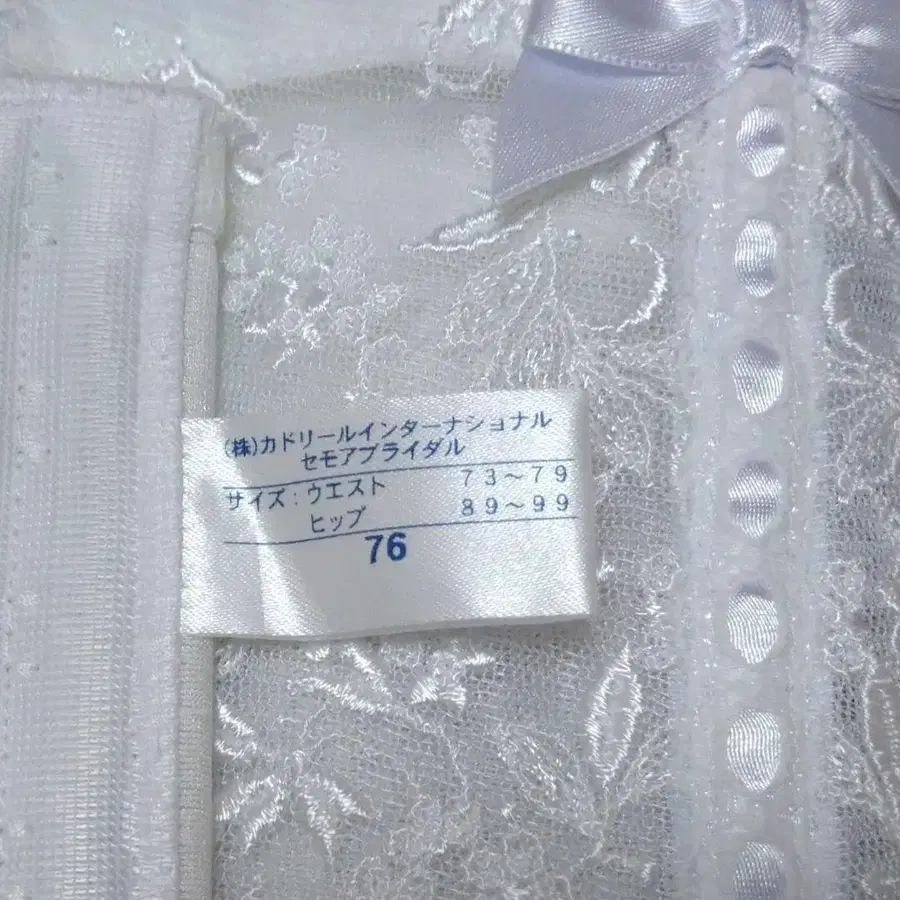 (株)カドリールインターナショナル
セモアブライダル
サイズ:ウエスト 73〜79
ヒップ 89〜99
76